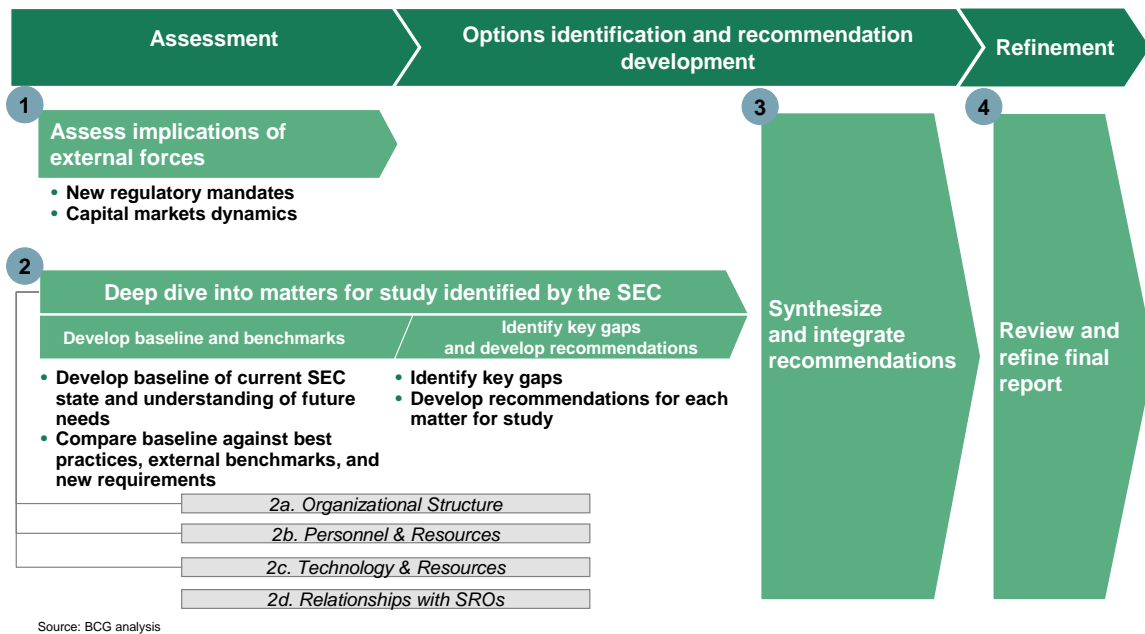 Assessment
Options identification and recommendation
development
Refinement
1
Assess implications of
external forces
• New regulatory mandates
• Capital markets dynamics
2
Deep dive into matters for study identified by the SEC
Develop baseline and benchmarks
Identify key gaps
and develop recommendations
• Develop baseline of current SEC
state and understanding of future
needs
• Compare baseline against best
practices, external benchmarks, and
new requirements
• Identify key gaps
• Develop recommendations for each
matter for study
2a. Organizational Structure
2b. Personnel & Resources
2c. Technology & Resources
2d. Relationships with SROs
3
Synthesize
and integrate
recommendations
4
Review and
refine final
report
Source: BCG analysis